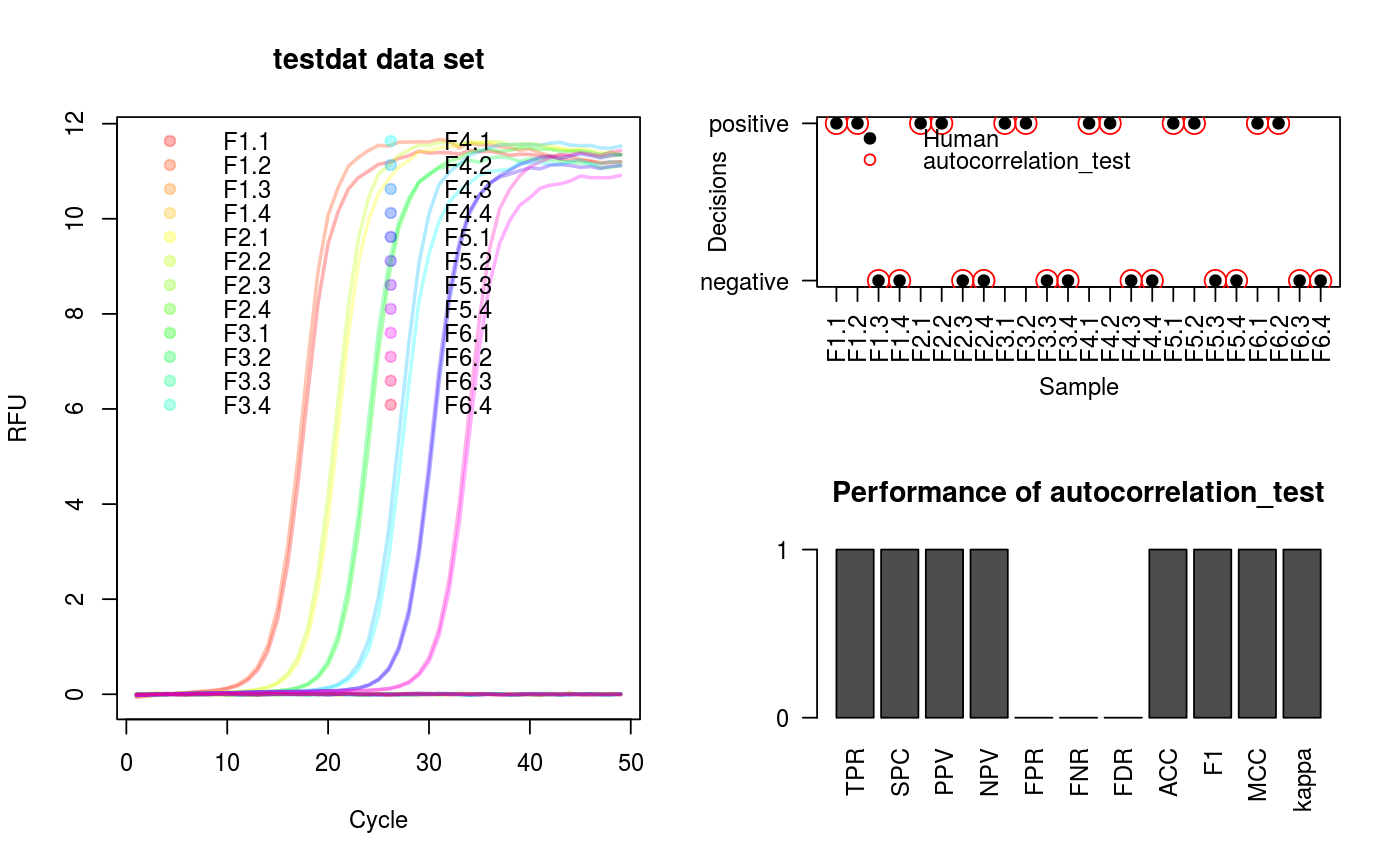 testdat data set
RFU
12
10
8
6
4
2
0
F1.1 F4.1
F1.2 F4.2
F1.3 F4.3
F1.4 F4.4
F2.1 F5.1
F2.2 F5.2
F2.3 F5.3
F2.4 F5.4
F3.1 F6.1
F3.2 F6.2
F3.3 F6.3
F3.4 F6.4
0 10 20 30 40 50
Cycle
Decisions
positive
negative
Human
autocorrelation_test
F1.1 F1.2 F1.3 F1.4 F2.1 F2.2 F2.3 F2.4 F3.1 F3.2 F3.3 F3.4 F4.1 F4.2 F4.3 F4.4 F5.1 F5.2 F5.3 F5.4 F6.1 F6.2 F6.3 F6.4
Sample
Performance of autocorrelation_test
1
0
TPR SPC PPV NPV FPR FNR FDR ACC F1 MCC kappa